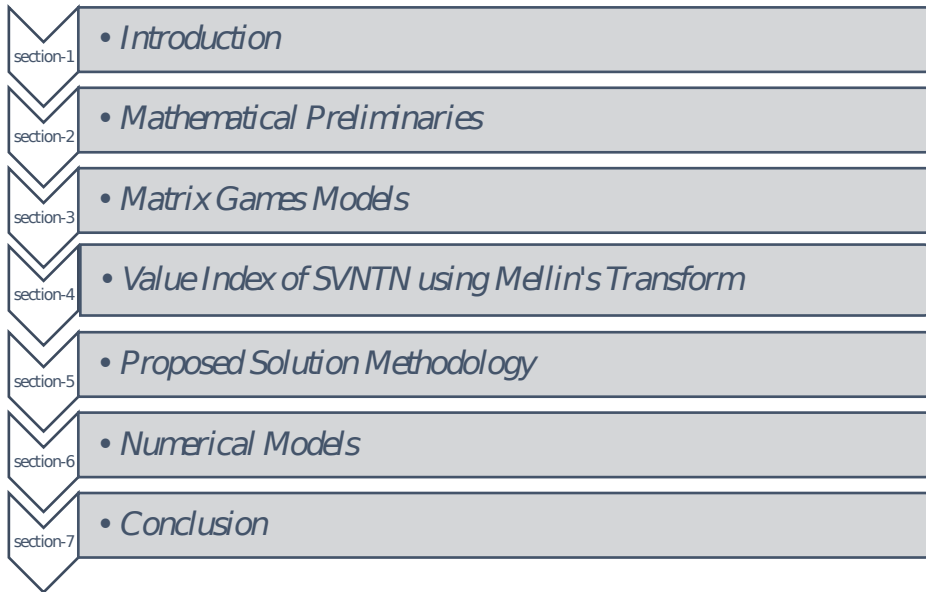 section-1
• Introduction
section-2
• Mathematical Preliminaries
section-3
• Matrix Games Models
section-4
• Value Index of SVNTN using Mellin's Transform
section-5
• Proposed Solution Methodology
section-6
• Numerical Models
section-7
• Conclusion